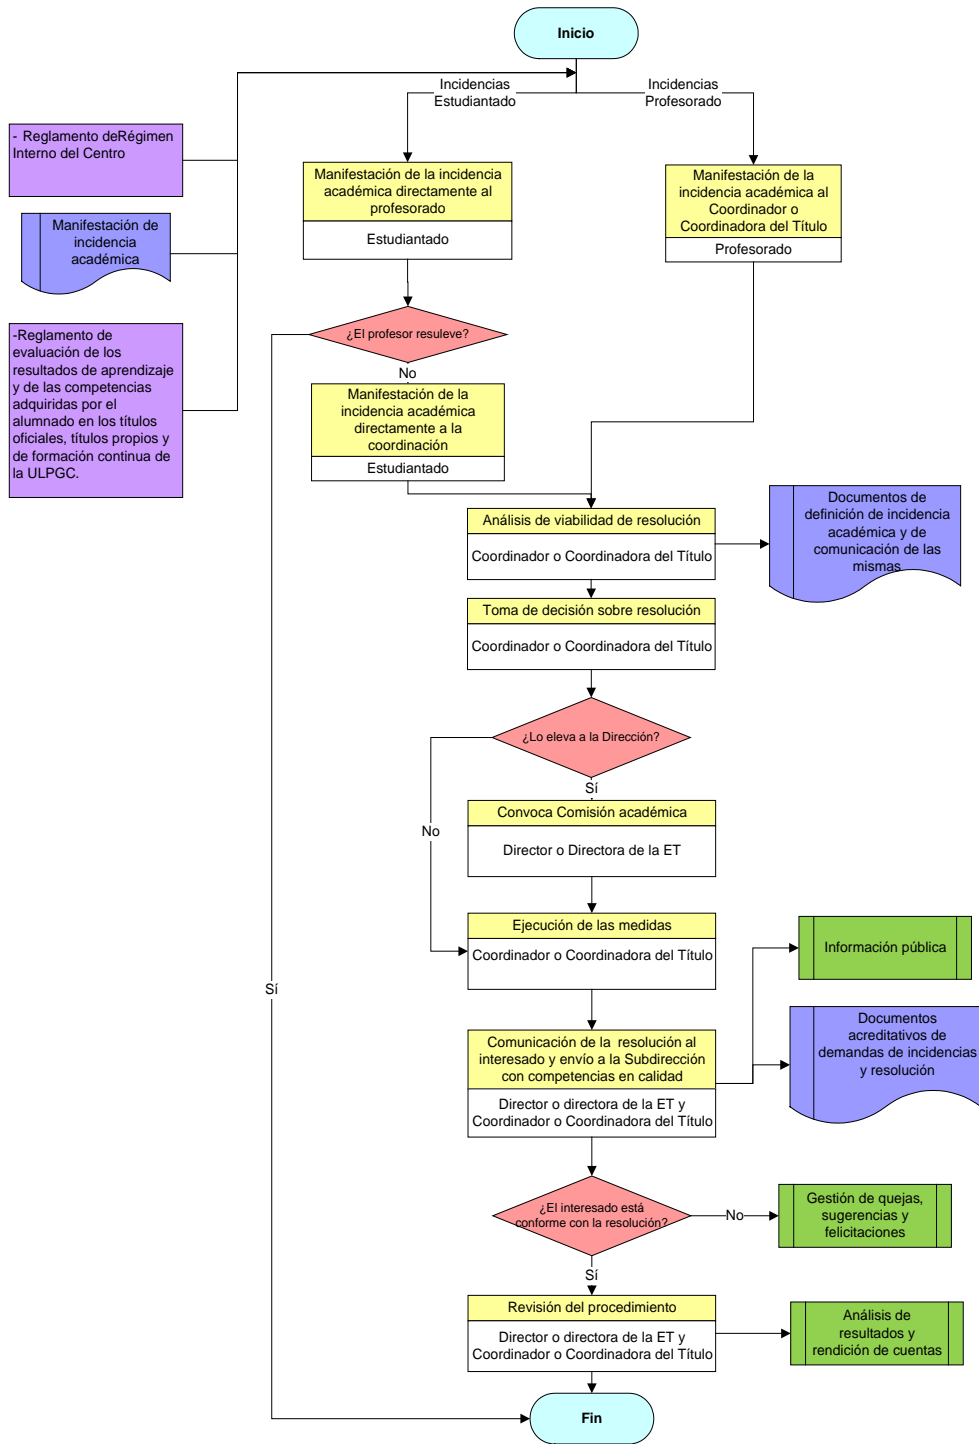 Inicio
Incidencias
Estudiantado
Incidencias
Profesorado
- Reglamento deRégimen
Interno del Centro
Manifestación de
incidencia
académica
-Reglamento de
evaluación de los
resultados de aprendizaje
y de las competencias
adquiridas por el
alumnado en los títulos
oficiales, títulos propios y
de formación continua de
la ULPGC.
Manifestación de la incidencia
académica directamente al
profesorado
Estudiantado
Manifestación de la
incidencia académica al
Coordinador o
Coordinadora del Título
Profesorado
¿El profesor resuleve?
No
Manifestación de la
incidencia académica
directamente a la
coordinación
Estudiantado
Análisis de viabilidad de resolución
Coordinador o Coordinadora del Título
Documentos de
definición de incidencia
académica y de
comunicación de las
mismas
Toma de decisión sobre resolución
Coordinador o Coordinadora del Título
¿Lo eleva a la Dirección?
Sí
No
Convoca Comisión académica
Director o Directora de la ET
Ejecución de las medidas
Coordinador o Coordinadora del Título
Información pública
Sí
Comunicación de la resolución al
interesado y envío a la Subdirección
con competencias en calidad
Director o directora de la ET y
Coordinador o Coordinadora del Título
Documentos
acreditativos de
demandas de incidencias
y resolución
¿El interesado está
conforme con la resolución?
No
Gestión de quejas,
sugerencias y
felicitaciones
Sí
Revisión del procedimiento
Director o directora de la ET y
Coordinador o Coordinadora del Título
Análisis de
resultados y
rendición de cuentas
Fin